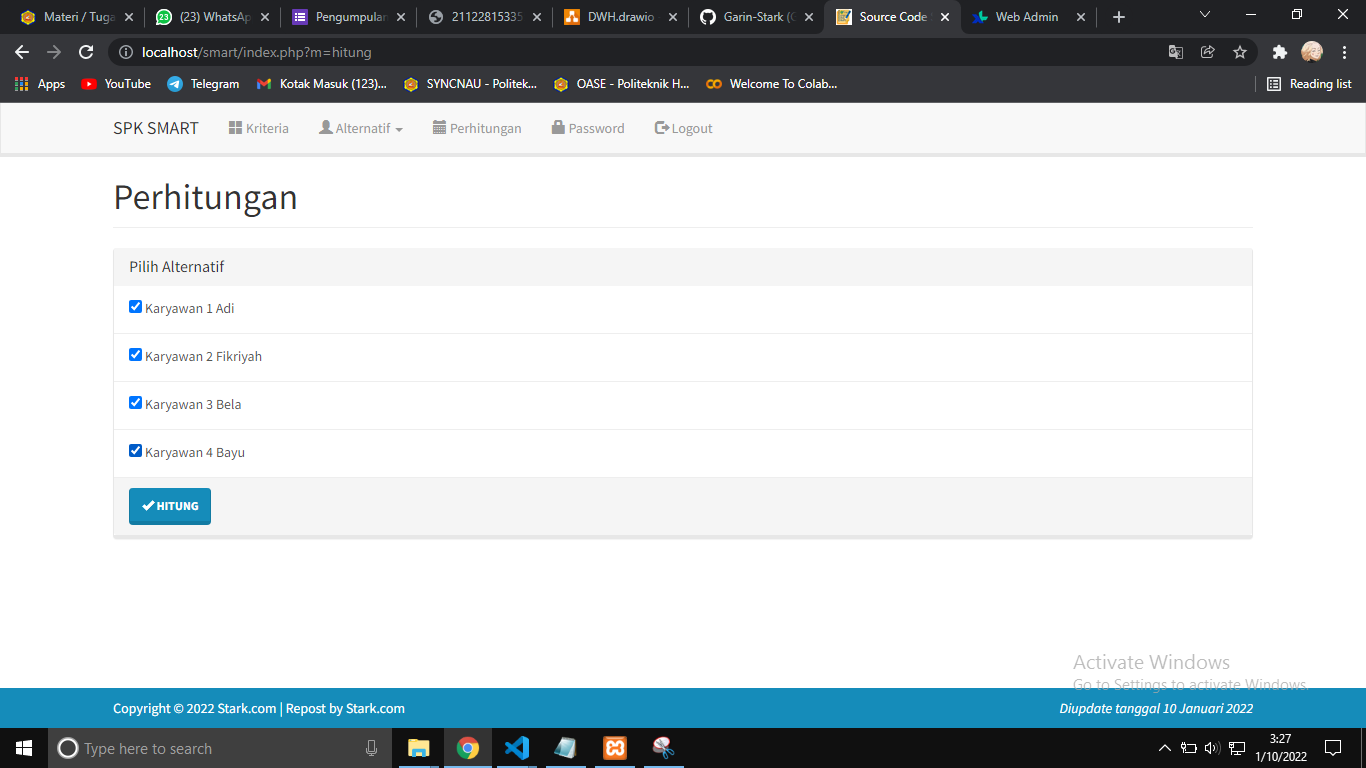 Materi / Tuga
(23) WhatsAp
Pengumpulan
21122815335
DWH.drawio
Garin-Stark (G
Source Code
Web Admin
localhost/smart/index.php?m=hitung
Apps
YouTube
Telegram
Kotak Masuk (123)...
SYNCNAU - Politek...
OASE - Politeknik H...
Welcome To Colab...
Reading list
SPK SMART
Kriteria
Alternatif
Perhitungan
Password
Logout
Perhitungan
Pilih Alternatif
Karyawan 1 Adi
Karyawan 2 Fikriyah
Karyawan 3 Bela
Karyawan 4 Bayu
HITUNG
Activate Windows
Go to Settings to activate Windows.
Copyright © 2022 Stark.com | Repost by Stark.com
Diupdate tanggal 10 Januari 2022
Type here to search
3:27
1/10/2022